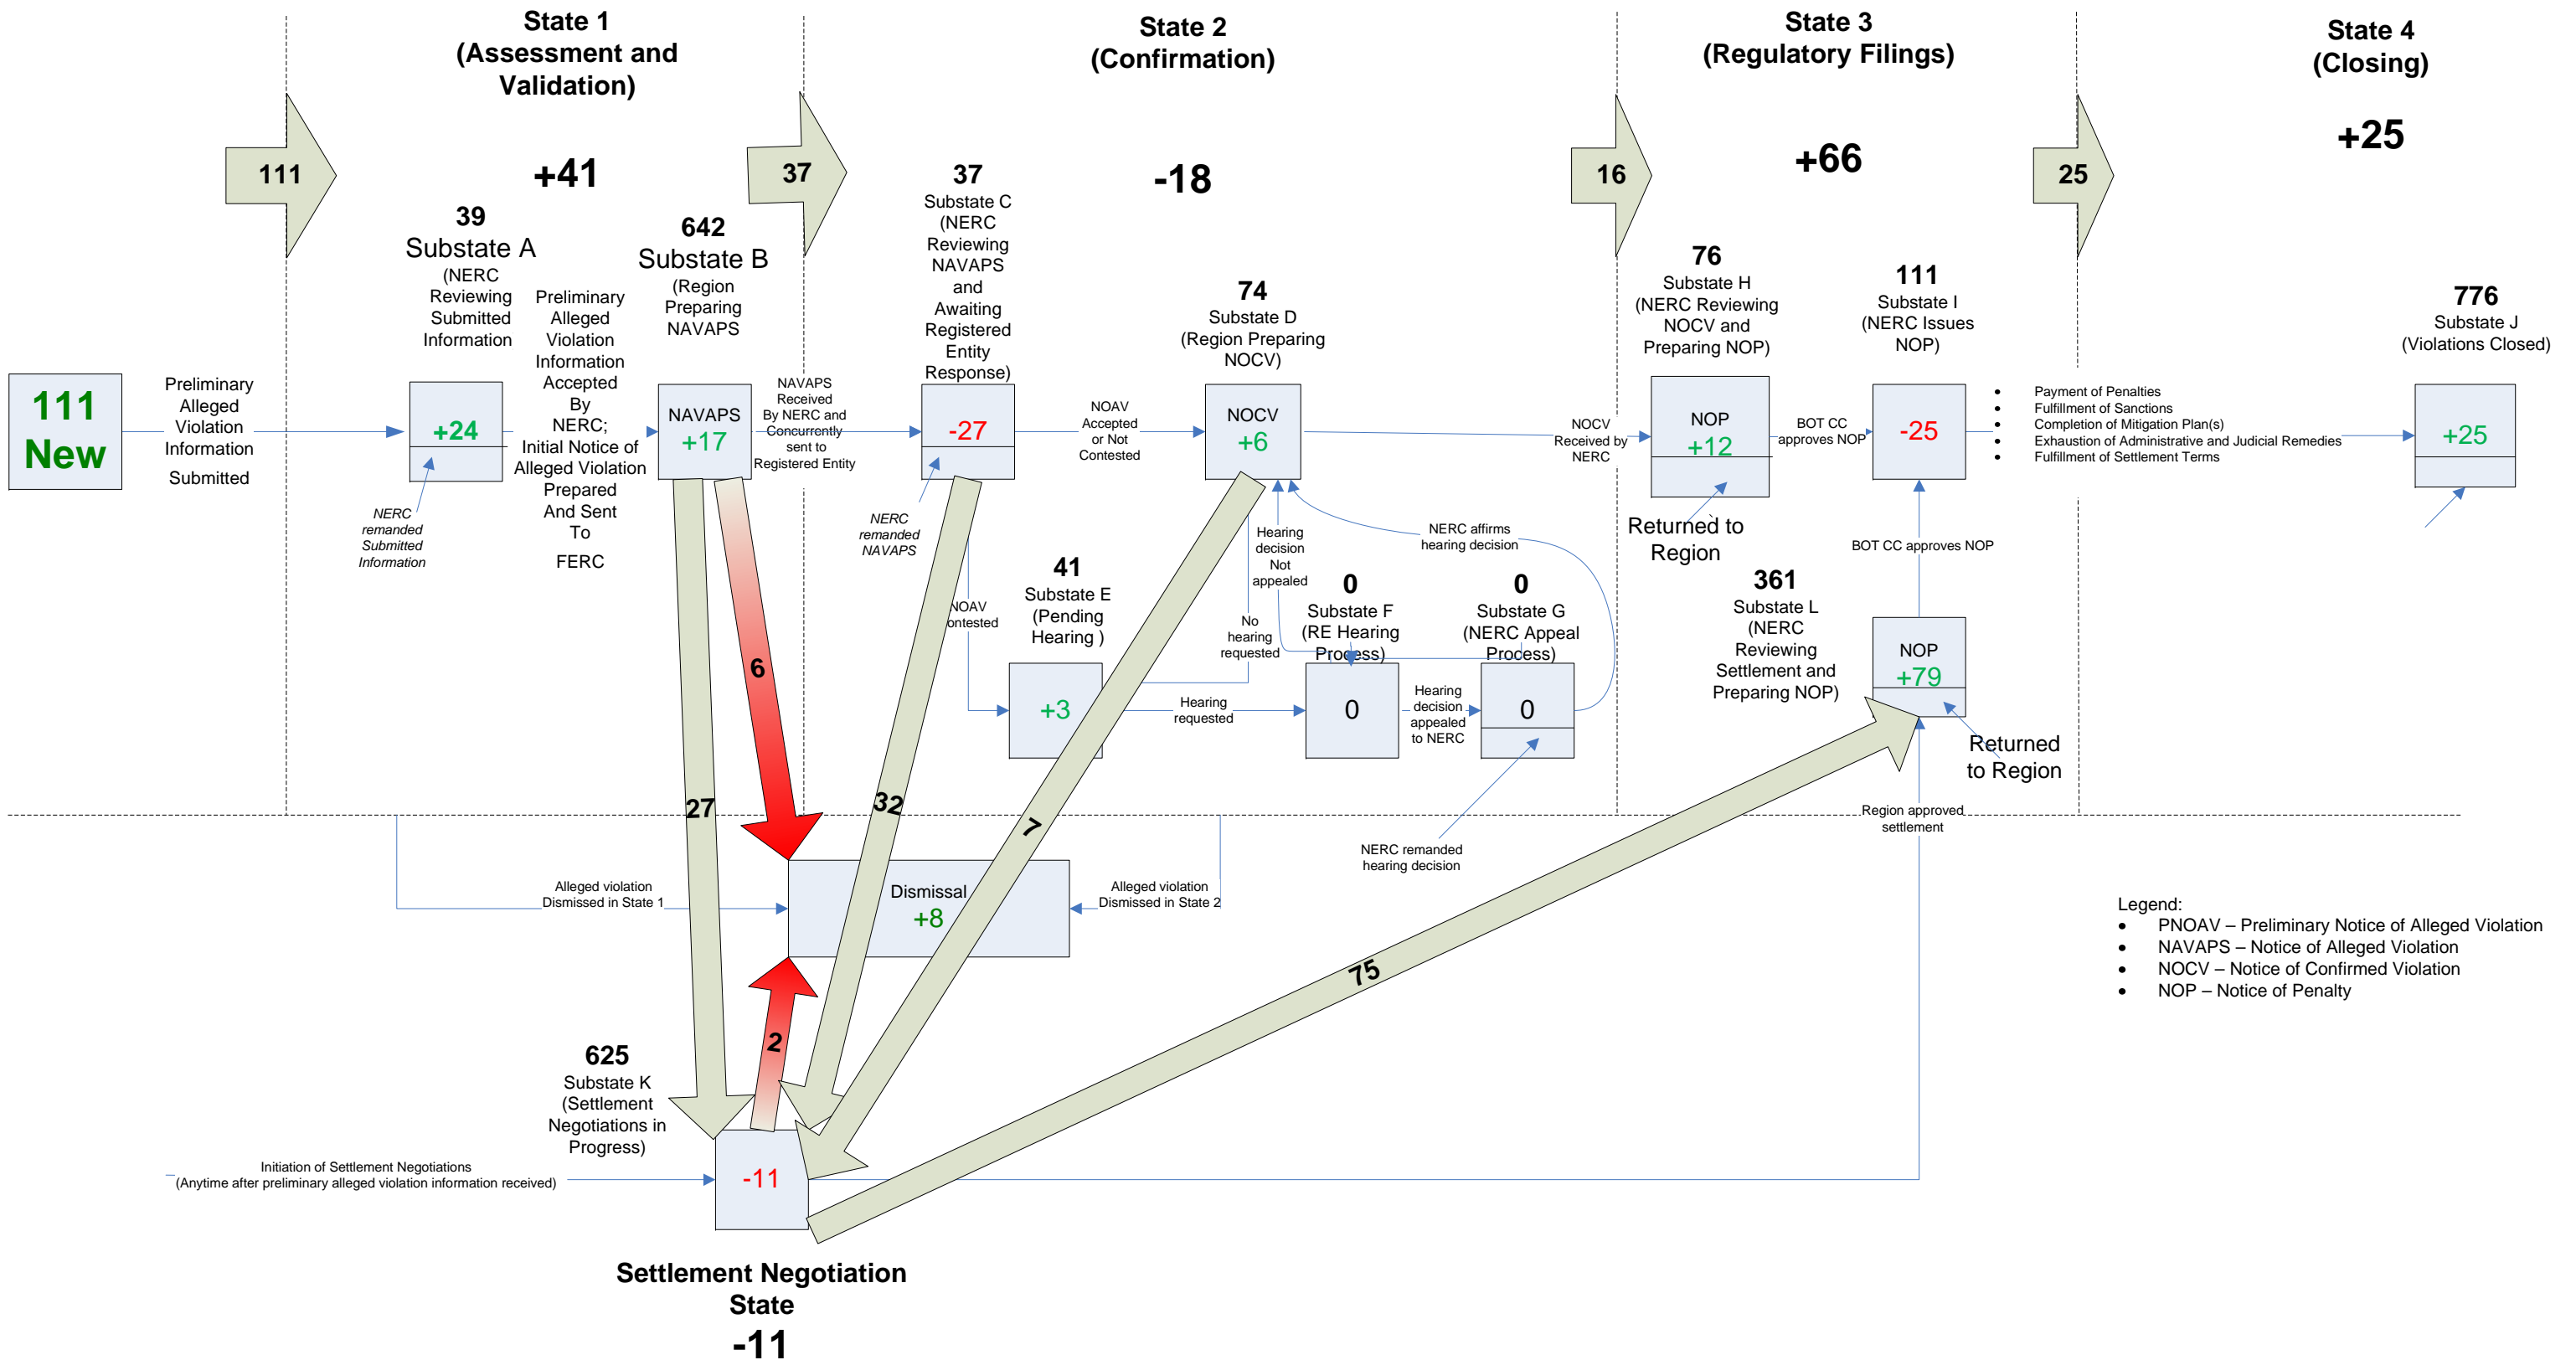 State 1
(Assessment and
Validation)
State 2
(Confirmation)
State 3
(Regulatory Filings)
State 4
(Closing)
111
+41
37
-18
16
+66
25
+25
39
Substate A
(NERC
Reviewing
Submitted
Information
642
Substate B
(Region
Preparing
NAVAPS
37
Substate C
(NERC
Reviewing
NAVAPS
and
Awaiting
Registered
Entity
Response)
74
Substate D
(Region Preparing
NOCV)
76
Substate H
(NERC Reviewing
NOCV and
Preparing NOP)
111
Substate I
(NERC Issues
NOP)
776
Substate J
(Violations Closed)
111
New
Preliminary
Alleged
Violation
Information
Submitted
+24
NERC
remanded
Submitted
Information
Preliminary
Alleged
Violation
Information
Accepted
By
NERC;
Initial Notice of
Alleged Violation
Prepared
And Sent
To
FERC
NAVAPS
+17
NAVAPS
Received
By NERC and
Concurrently
sent to
Registered Entity
-27
NERC
remanded
NAVAPS
NOAV
Accepted
or Not
Contested
NOCV
+6
NOCV
Received by
NERC
NOP
+12
Returned to
Region
BOT CC
approves NOP
-25
• Payment of Penalties
• Fulfillment of Sanctions
• Completion of Mitigation Plan(s)
• Exhaustion of Administrative and Judicial Remedies
• Fulfillment of Settlement Terms
+25
NOAV
ontested
41
Substate E
(Pending
Hearing )
+3
No
hearing
requested
Hearing
decision
Not
appealed
NERC affirms
hearing decision
0
Substate F
(RE Hearing
Process)
0
0
Substate G
(NERC Appeal
Process)
0
Hearing
requested
Hearing
decision
appealed
to NERC
NERC remanded
hearing decision
BOT CC approves NOP
361
Substate L
(NERC
Reviewing
Settlement and
Preparing NOP)
NOP
+79
Returned
to Region
Region approved
settlement
6
27
32
7
75
2
Alleged violation
Dismissed in State 1
Dismissal
+8
Alleged violation
Dismissed in State 2
Legend:
• PNOAV – Preliminary Notice of Alleged Violation
• NAVAPS – Notice of Alleged Violation
• NOCV – Notice of Confirmed Violation
• NOP – Notice of Penalty
625
Substate K
(Settlement
Negotiations in
Progress)
Initiation of Settlement Negotiations
(Anytime after preliminary alleged violation information received)
-11
Settlement Negotiation
State
-11